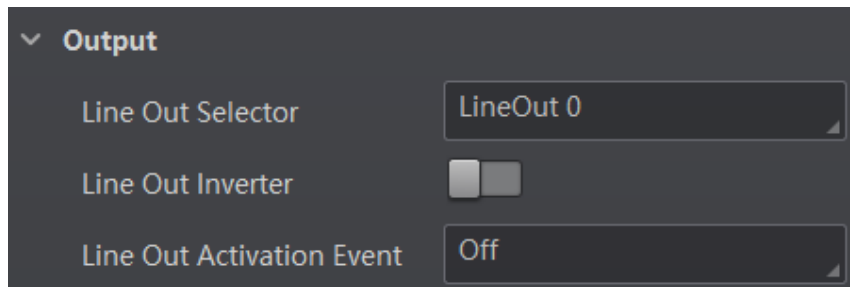 Output
Line Out Selector LineOut 0
Line Out Inverter
Line Out Activation Event Off